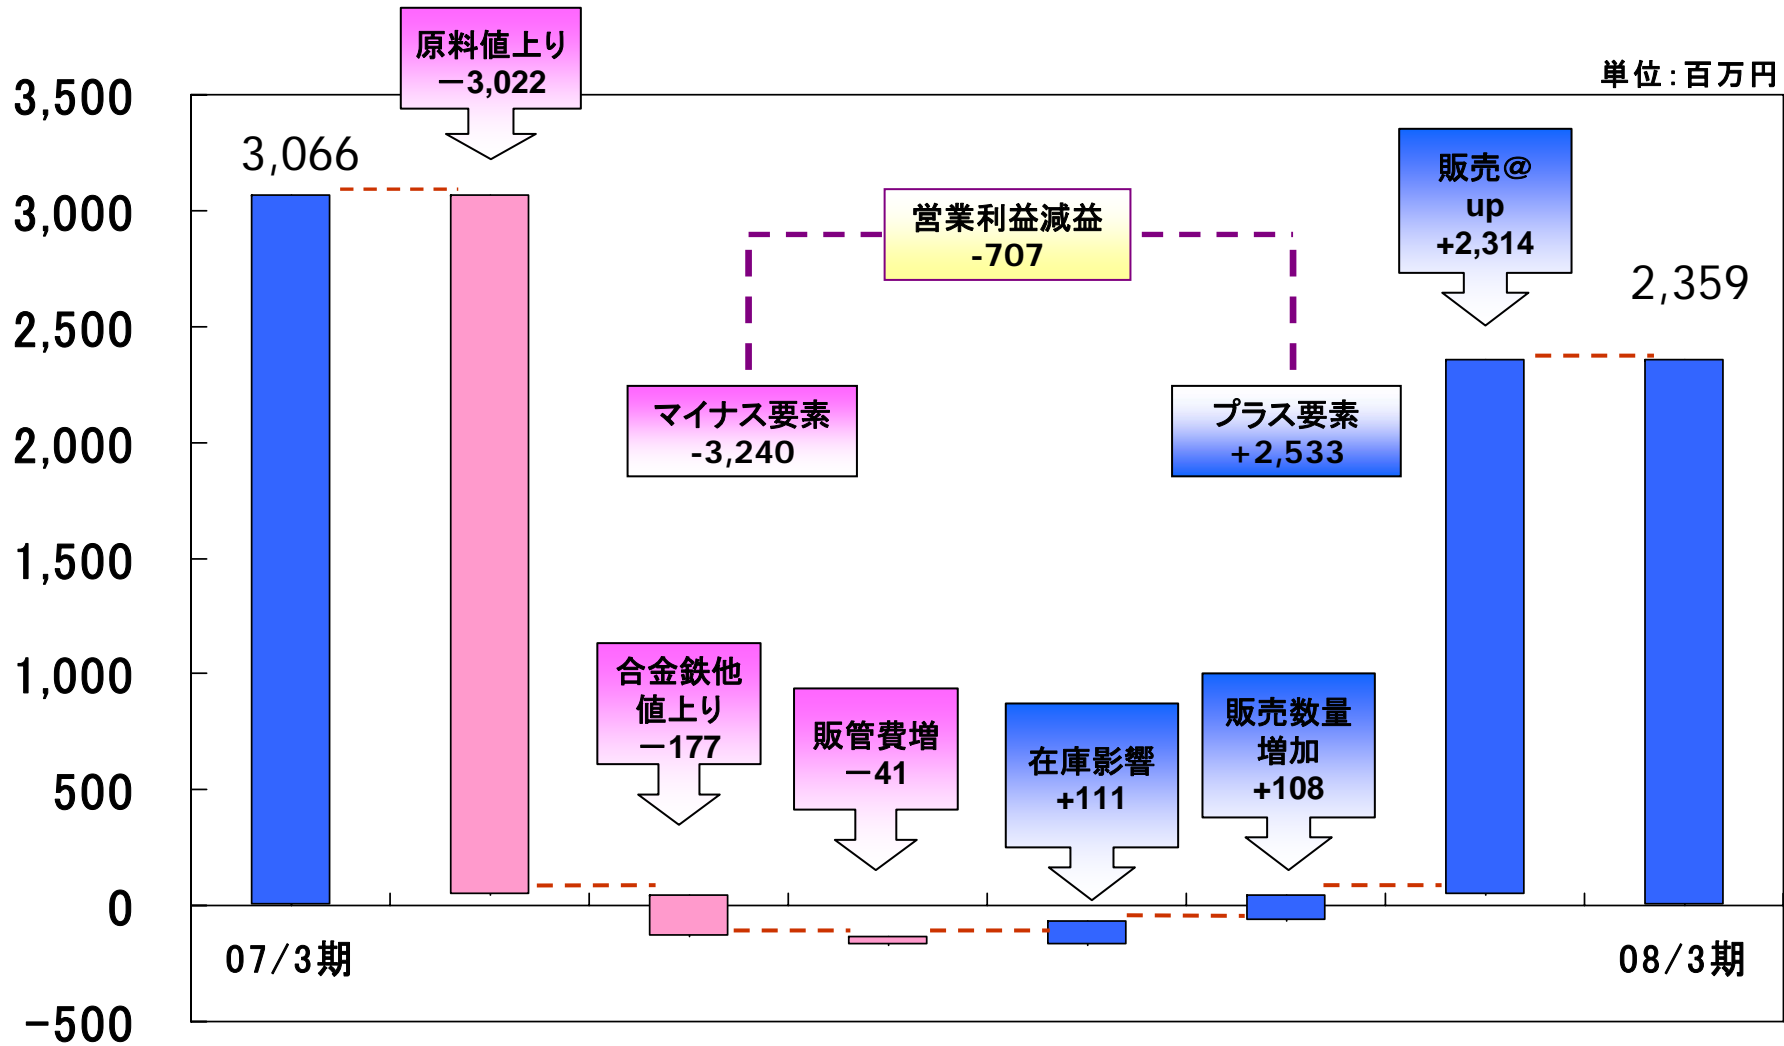 原料値上り
－3,022
単位：百万円
3,500
3,000
2,500
2,000
1,500
1,000
500
0
-500
3,066
営業利益減益
-707
販売＠
up
+2,314
2,359
マイナス要素
-3,240
プラス要素
+2,533
合金鉄他
値上り
－177
販管費増
－41
在庫影響
+111
販売数量
増加
+108
07/3期
08/3期